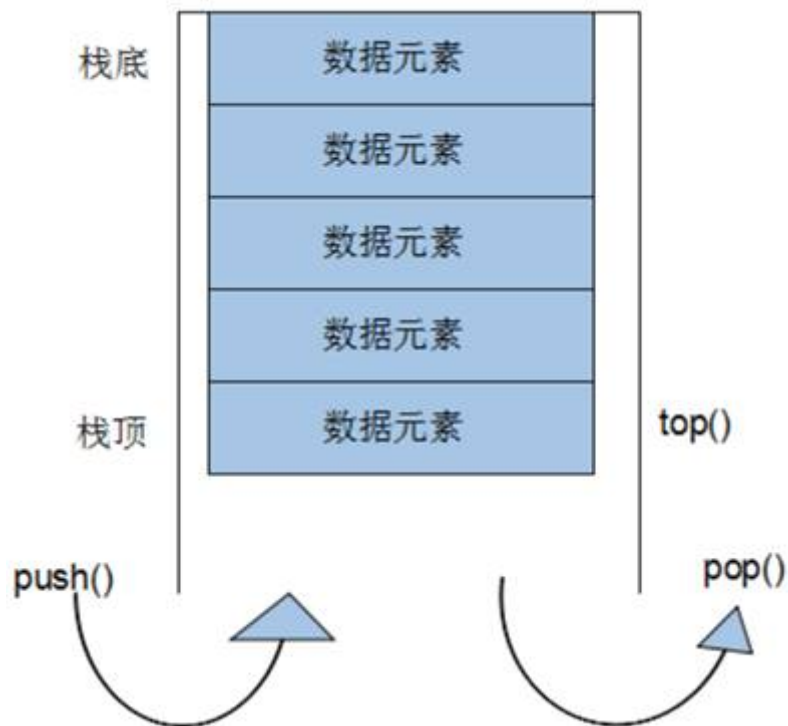 栈底
数据元素
数据元素
数据元素
数据元素
栈顶
数据元素
top()
push()
pop()